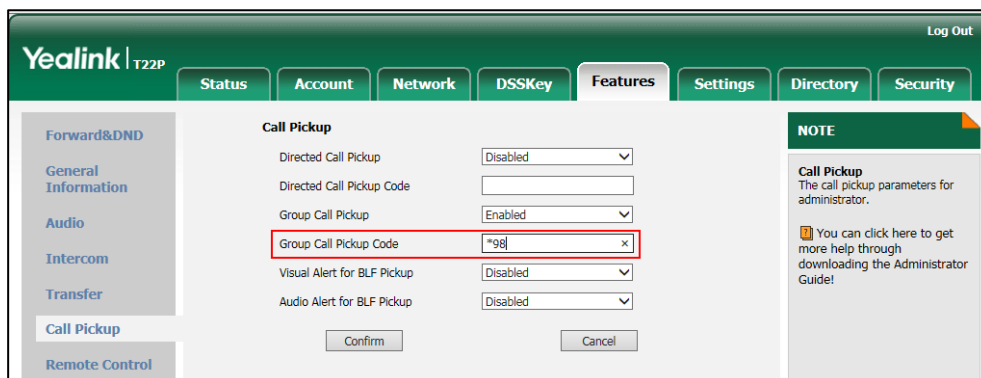 Log Out
Yealink | T22P
Status Account Network DSSKey Features Settings Directory Security
Forward&DND
General
Information
Audio
Intercom
Transfer
Call Pickup
Remote Control
Call Pickup
Directed Call Pickup Disabled
Directed Call Pickup Code
Group Call Pickup Enabled
Group Call Pickup Code *98 ×
Visual Alert for BLF Pickup Disabled
Audio Alert for BLF Pickup Disabled
Confirm Cancel
NOTE
Call Pickup
The call pickup parameters for
administrator.
? You can click here to get
more help through
downloading the Administrator
Guide!